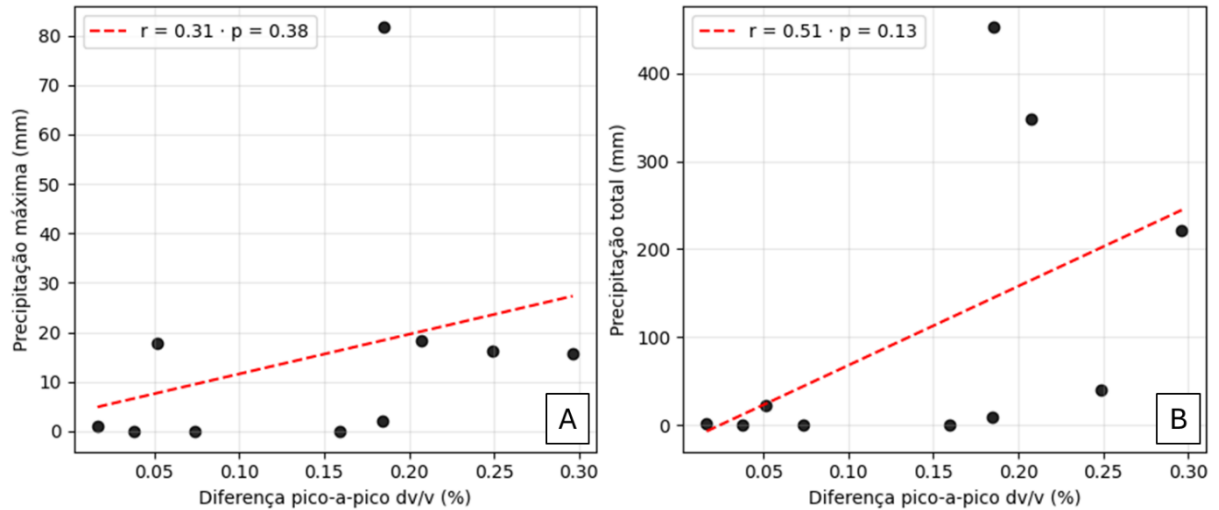 r = 0.31 · p = 0.38
80
70
60
50
40
30
20
10
0
Precipitação máxima (mm)
0.05 0.10 0.15 0.20 0.25 0.30
Diferença pico-a-pico dv/v (%)
A
r = 0.51 · p = 0.13
400
300
200
100
0
Precipitação total (mm)
0.05 0.10 0.15 0.20 0.25 0.30
Diferença pico-a-pico dv/v (%)
B